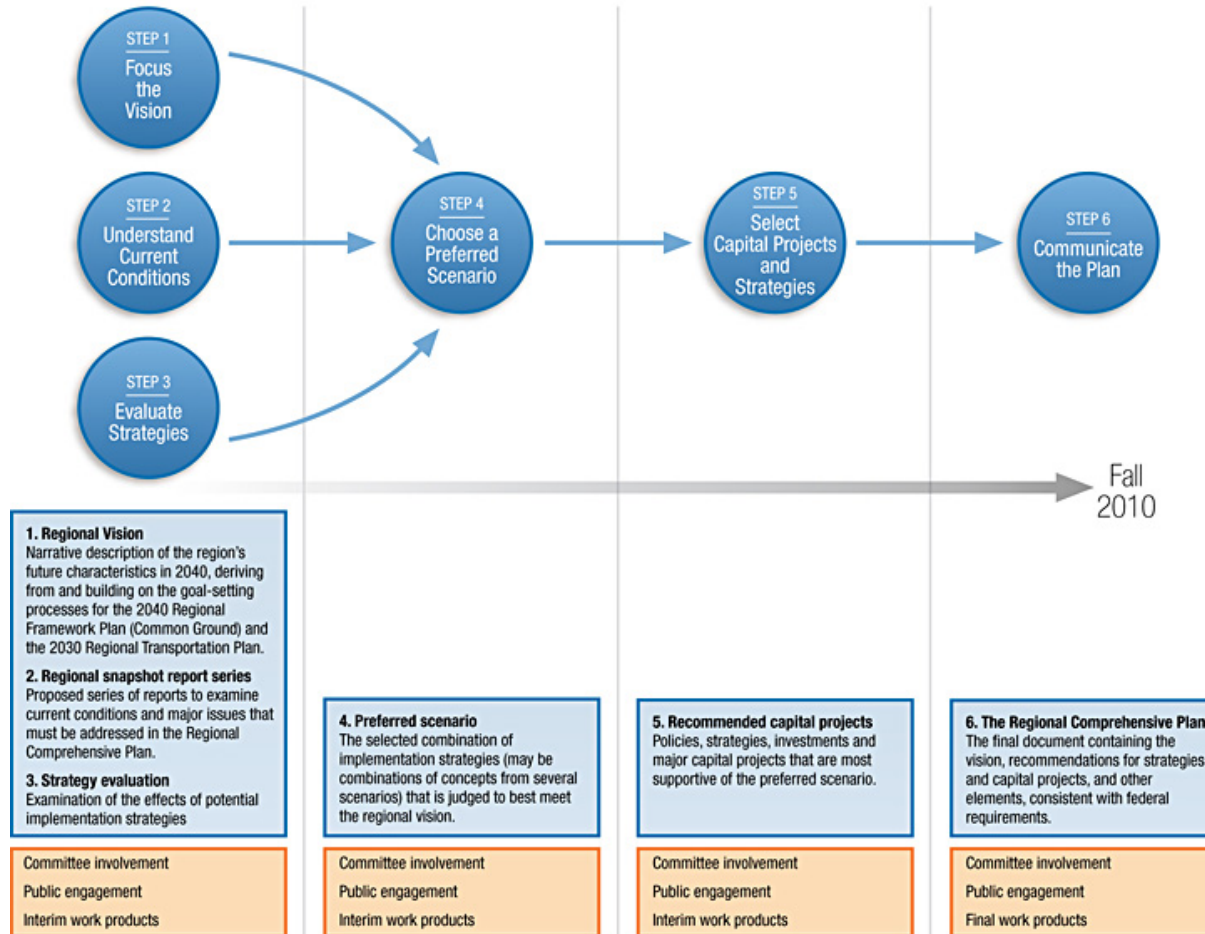 STEP 1
Focus
the
Vision
STEP 2
Understand
Current
Conditions
STEP 3
Evaluate
Strategies
STEP 4
Choose a
Preferred
Scenario
STEP 5
Select
Capital Projects
and
Strategies
STEP 6
Communicate
the Plan
Fall
2010
1. Regional Vision
Narrative description of the region's
future characteristics in 2040, deriving
from and building on the goal-setting
processes for the 2040 Regional
Framework Plan (Common Ground) and
the 2030 Regional Transportation Plan.
2. Regional snapshot report series
Proposed series of reports to examine
current conditions and major issues that
must be addressed in the Regional
Comprehensive Plan.
3. Strategy evaluation
Examination of the effects of potential
implementation strategies
Committee involvement
Public engagement
Interim work products
4. Preferred scenario
The selected combination of
implementation strategies (may be
combinations of concepts from several
scenarios) that is judged to best meet
the regional vision.
Committee involvement
Public engagement
Interim work products
5. Recommended capital projects
Policies, strategies, investments and
major capital projects that are most
supportive of the preferred scenario.
Committee involvement
Public engagement
Interim work products
6. The Regional Comprehensive Plan
The final document containing the
vision, recommendations for strategies
and capital projects, and other
elements, consistent with federal
requirements.
Committee involvement
Public engagement
Final work products